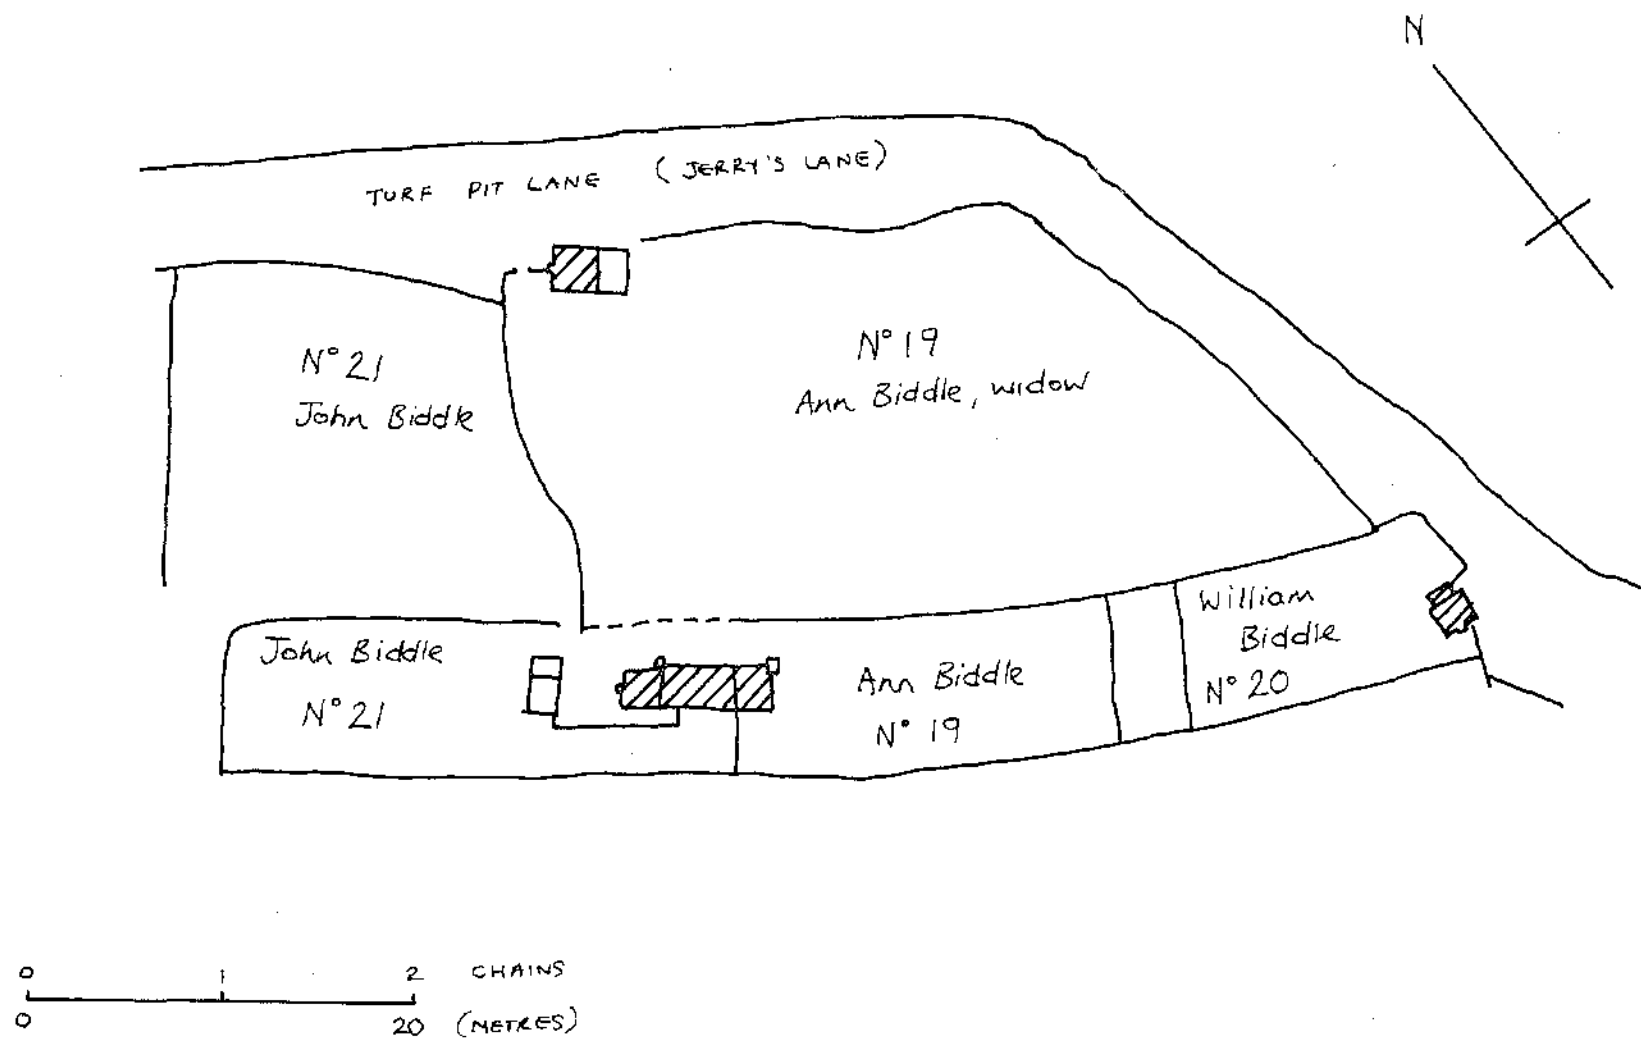 N
TURF PIT LANE (JERRY'S LANE)
N° 21
John Biddle
N° 19
Ann Biddle, widow
William
Biddle
N° 20
John Biddle
N° 21
Ann Biddle
N° 19
0 1 2 CHAINS
0 20 (METRES)